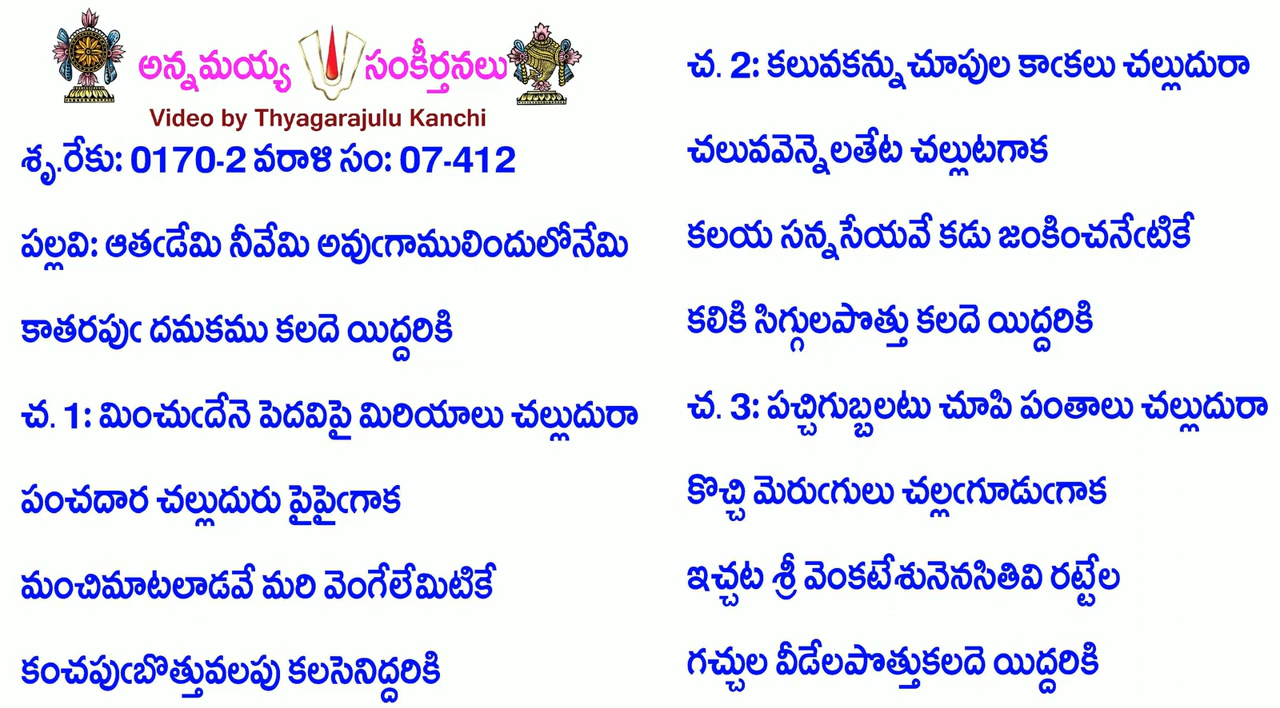 అన్నమయ్య సంకీర్తనలు
Video by Thyagarajulu Kanchi
శృ.రేకు: 0170-2 వరాళి సం: 07-412
పల్లవి: ఆతఁడేమి నీవేమి అవుఁగాములిందులోనేమి
కాతరపుఁ దమకము కలదె యిద్దరికి
చ. 1: మించుఁదేనె పెదవిపై మిరియాలు చల్లుదురా
పంచదార చల్లుదురు పైపైఁగాక
మంచిమాటలాడవే మరి వెంగేలేమిటికే
కంచపుఁబొత్తువలపు కలసెనిద్దరికి
చ. 2: కలువకన్నుచూపుల కాఁకలు చల్లుదురా
చలువవెన్నెలతేట చల్లుటగాక
కలయ సన్నసేయవే కడు జంకించనేఁటికే
కలికి సిగ్గులపొత్తు కలదె యిద్దరికి
చ. 3: పచ్చిగుబ్బలటు చూపి పంతాలు చల్లుదురా
కొచ్చి మెరుఁగులు చల్లఁగూడుఁగాక
ఇచ్చట శ్రీ వెంకటేశునెనసితివి రట్టేల
గచ్చుల వీడేలపొత్తుకలదె యిద్దరికి